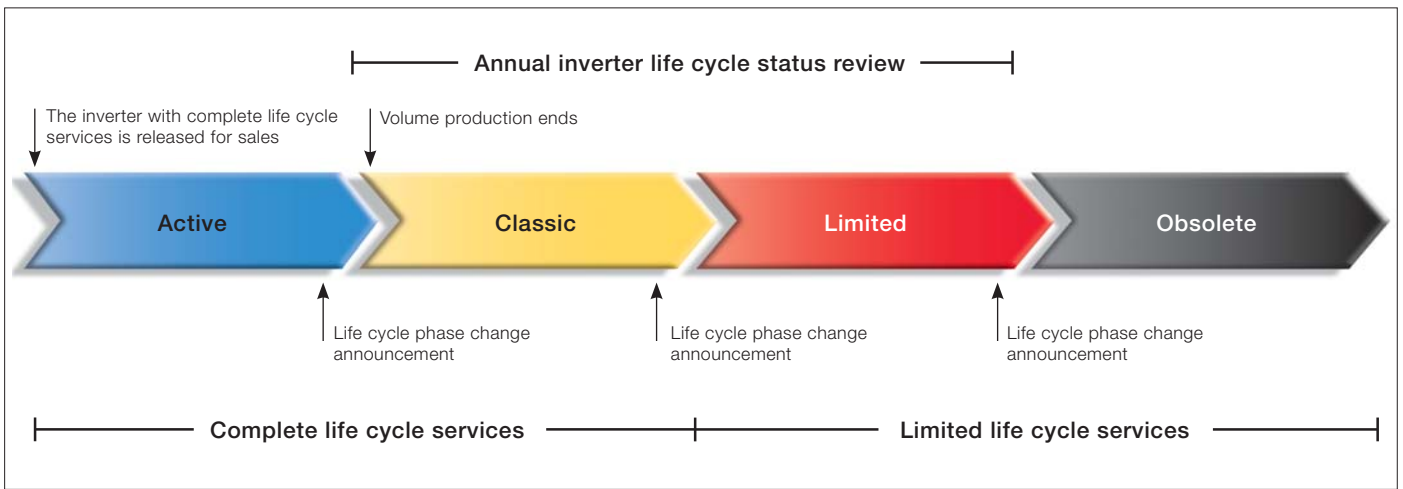 Annual inverter life cycle status review
The inverter with complete life cycle
services is released for sales
Volume production ends
Active
Classic
Limited
Obsolete
Life cycle phase change
announcement
Life cycle phase change
announcement
Life cycle phase change
announcement
Complete life cycle services
Limited life cycle services